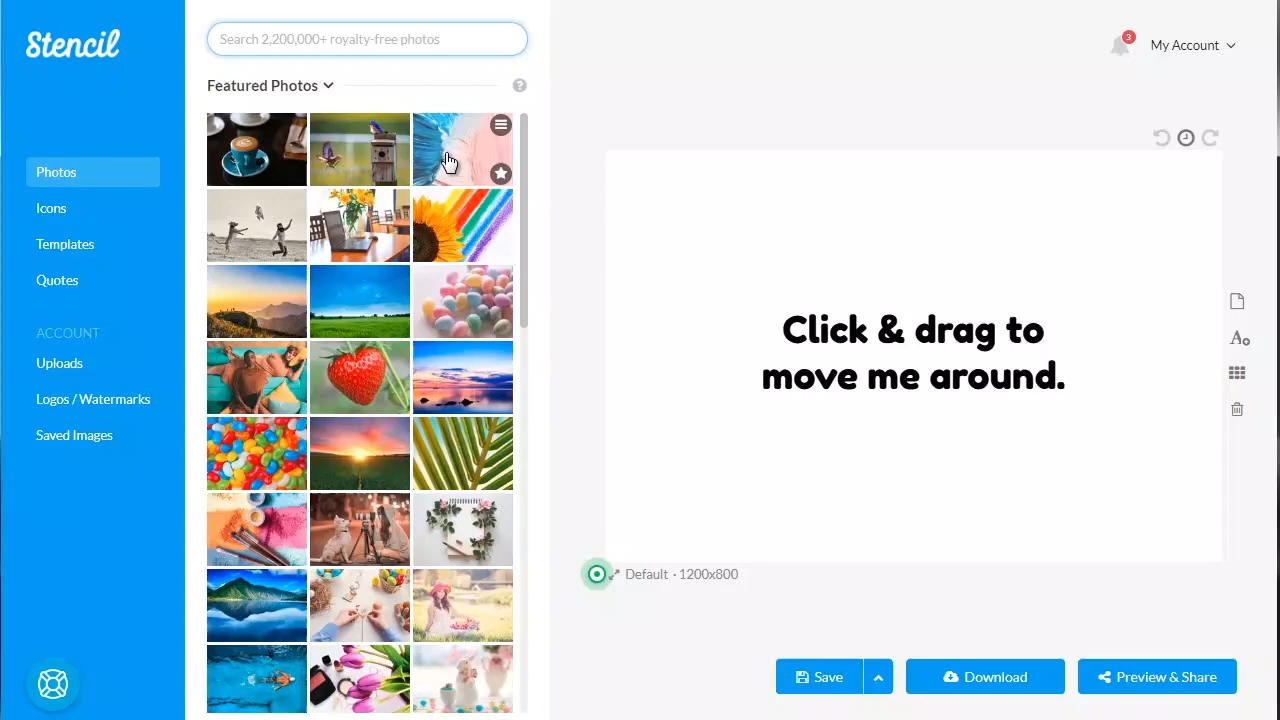 Stencil
Search 2,200,000+ royalty-free photos
3
My Account
Featured Photos
?
Photos
Icons
Templates
Quotes
ACCOUNT
Uploads
Logos / Watermarks
Saved Images
Click & drag to
move me around.
Default · 1200x800
Save
Download
Preview & Share